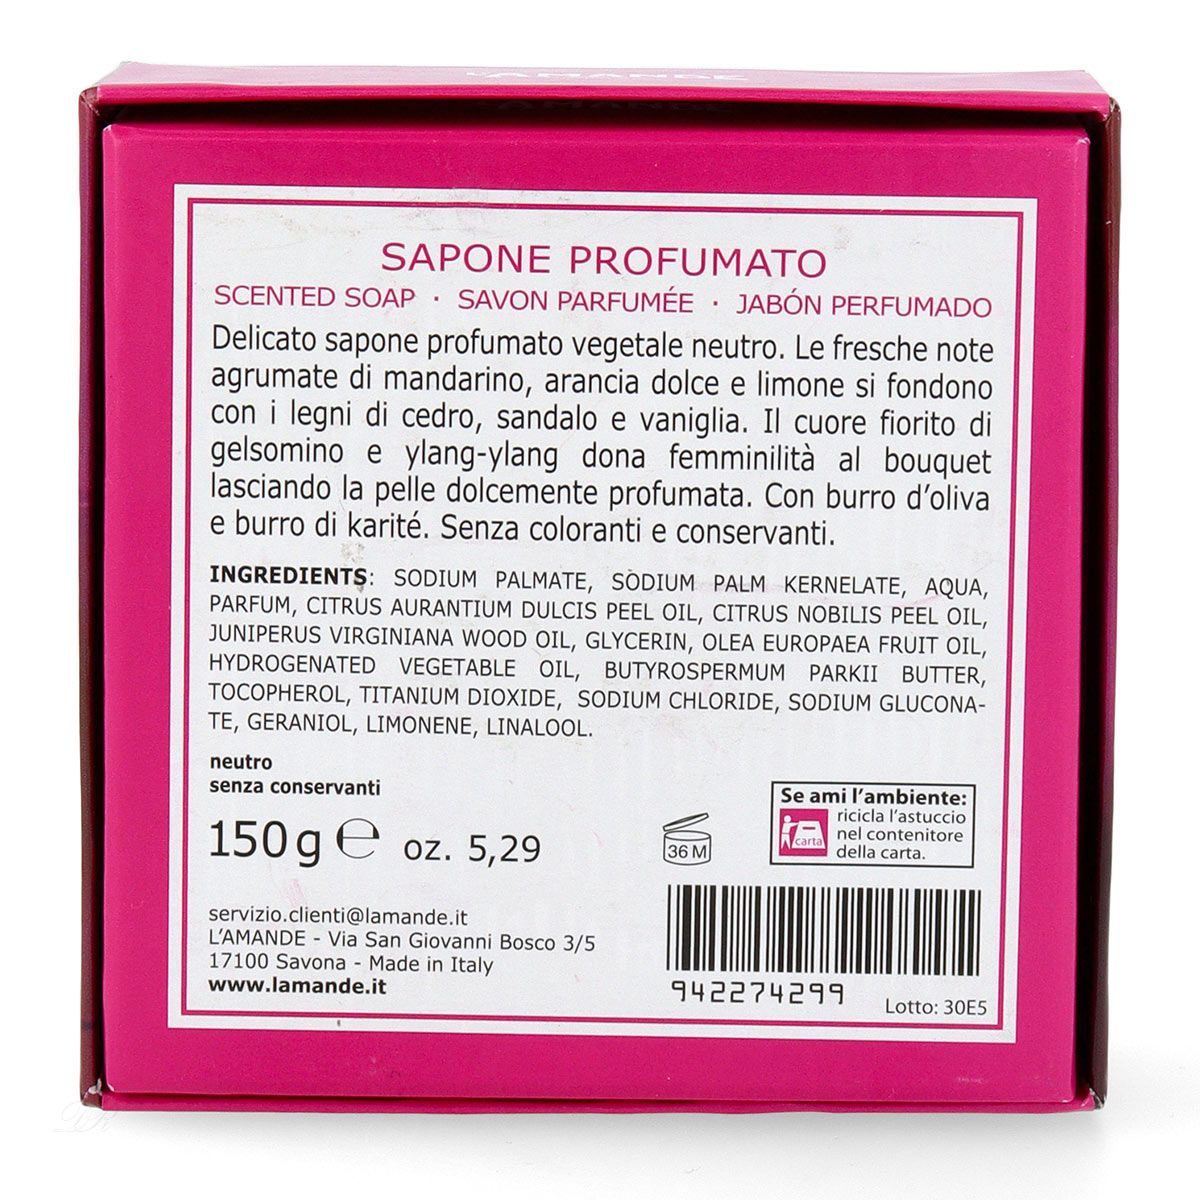 L'AMANDE
SAPONE PROFUMATO
SCENTED SOAP · SAVON PARFUMÉE · JABÓN PERFUMADO
Delicato sapone profumato vegetale neutro. Le fresche note
agrumate di mandarino, arancia dolce e limone si fondono
con i legni di cedro, sandalo e vaniglia. Il cuore fiorito di
gelsomino e ylang-ylang dona femminilità al bouquet
lasciando la pelle dolcemente profumata. Con burro d'oliva
e burro di karité. Senza coloranti e conservanti.
INGREDIENTS: SODIUM PALMATE, SODIUM PALM KERNELATE, AQUA,
PARFUM, CITRUS AURANTIUM DULCIS PEEL OIL, CITRUS NOBILIS PEEL OIL,
JUNIPERUS VIRGINIANA WOOD OIL, GLYCERIN, OLEA EUROPAEA FRUIT OIL,
HYDROGENATED VEGETABLE OIL, BUTYROSPERMUM PARKII BUTTER,
TOCOPHEROL, TITANIUM DIOXIDE, SODIUM CHLORIDE, SODIUM GLUCONA-
TE, GERANIOL, LIMONENE, LINALOOL.
neutro
senza conservanti
150 g ℮ oz. 5,29
36 M
Se ami l'ambiente:
ricicla l'astuccio
nel contenitore
della carta.
carta
servizio.clienti@lamande.it
L'AMANDE - Via San Giovanni Bosco 3/5
17100 Savona - Made in Italy
www.lamande.it
942274299
Lotto: 30E5